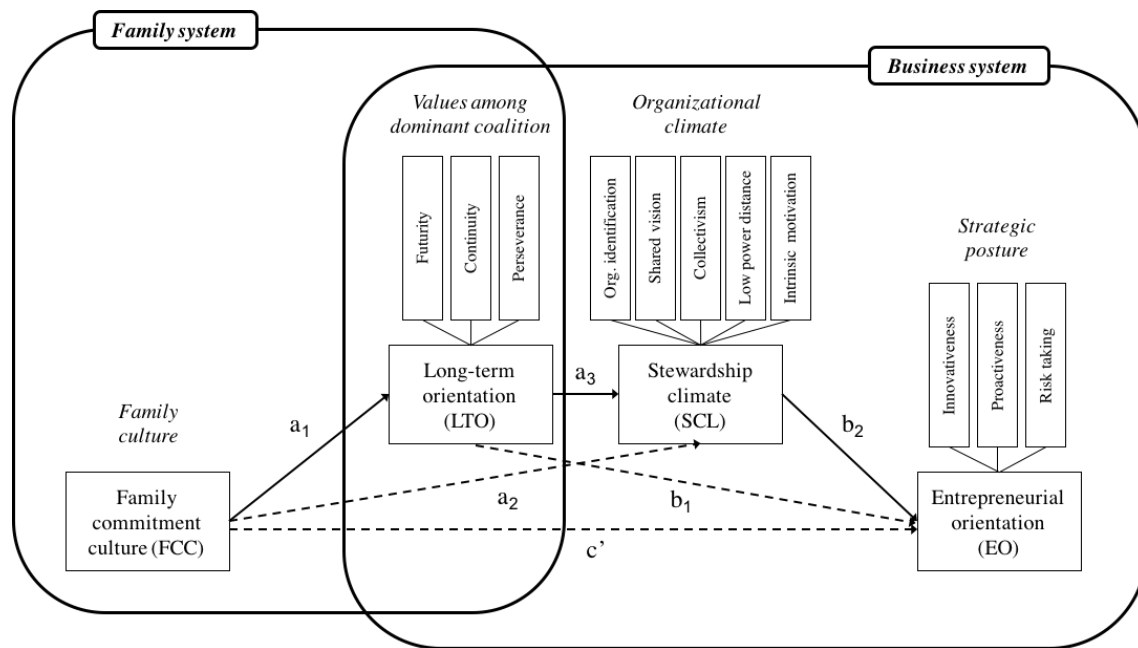 Family system
Business system
Values among
dominant coalition
Organizational
climate
Futurity
Continuity
Perseverance
Org. identification
Shared vision
Collectivism
Low power distance
Intrinsic motivation
Strategic
posture
Innovativeness
Proactiveness
Risk taking
Long-term
orientation
(LTO)
a3
Stewardship
climate
(SCL)
Family
culture
a1
b2
Family
commitment
culture (FCC)
a2
b1
c’
Entrepreneurial
orientation
(EO)